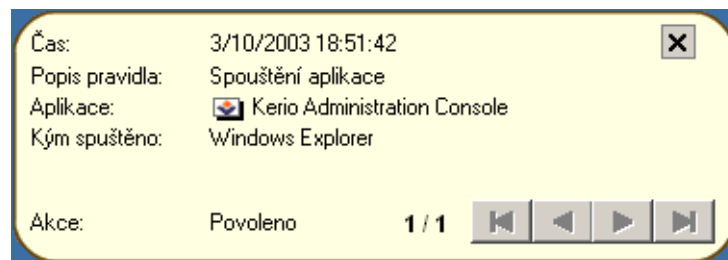 Čas: 3/10/2003 18:51:42
Popis pravidla: Spouštění aplikace
Aplikace: Kerio Administration Console
Kým spuštěno: Windows Explorer
Akce: Povoleno 1 / 1